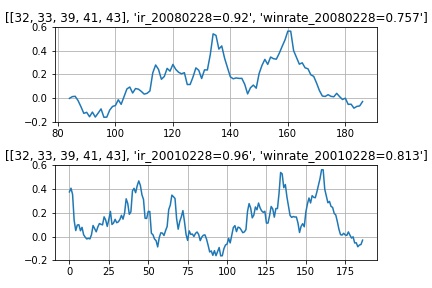 [[32, 33, 39, 41, 43], 'ir_20080228=0.92', 'winrate_20080228=0.757']
0.6
0.4
0.2
0.0
−0.2
80 100 120 140 160 180
[[32, 33, 39, 41, 43], 'ir_20010228=0.96', 'winrate_20010228=0.813']
0.6
0.4
0.2
0.0
−0.2
0 25 50 75 100 125 150 175